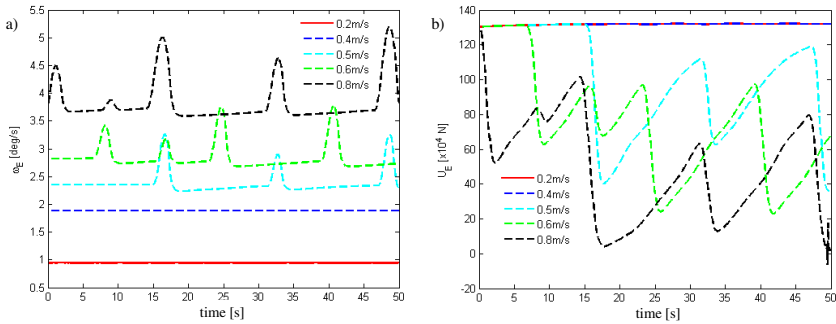 a)
5.5
5
4.5
4
3.5
3
2.5
2
1.5
1
0.5
ω_E [deg/s]
0.2m/s
0.4m/s
0.5m/s
0.6m/s
0.8m/s
0 5 10 15 20 25 30 35 40 45 50
time [s]
b)
140
120
100
80
60
40
20
0
-20
U_E [×10⁴ N]
0.2m/s
0.4m/s
0.5m/s
0.6m/s
0.8m/s
0 5 10 15 20 25 30 35 40 45 50
time [s]